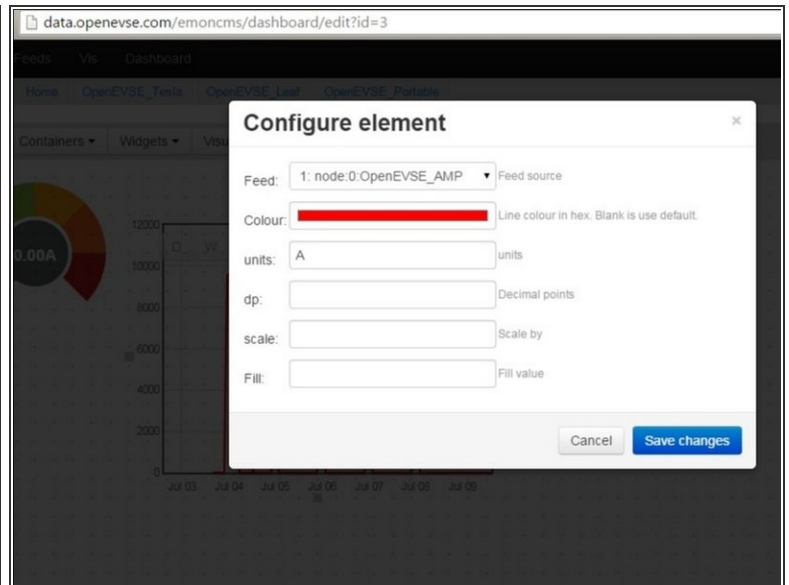 data.openevse.com/emoncms/dashboard/edit?id=3
Feeds Vis Dashboard
Home OpenEVSE_Tesla OpenEVSE_Leaf OpenEVSE_Portable
Containers Widgets Visu
Configure element ×
Feed: 1: node:0:OpenEVSE_AMP Feed source
Colour: Line colour in hex. Blank is use default.
units: A units
dp: Decimal points
scale: Scale by
Fill: Fill value
Cancel Save changes
0.00A
12000
D W
10000
8000
6000
4000
2000
0
Jul 03 Jul 04 Jul 05 Jul 06 Jul 07 Jul 08 Jul 09